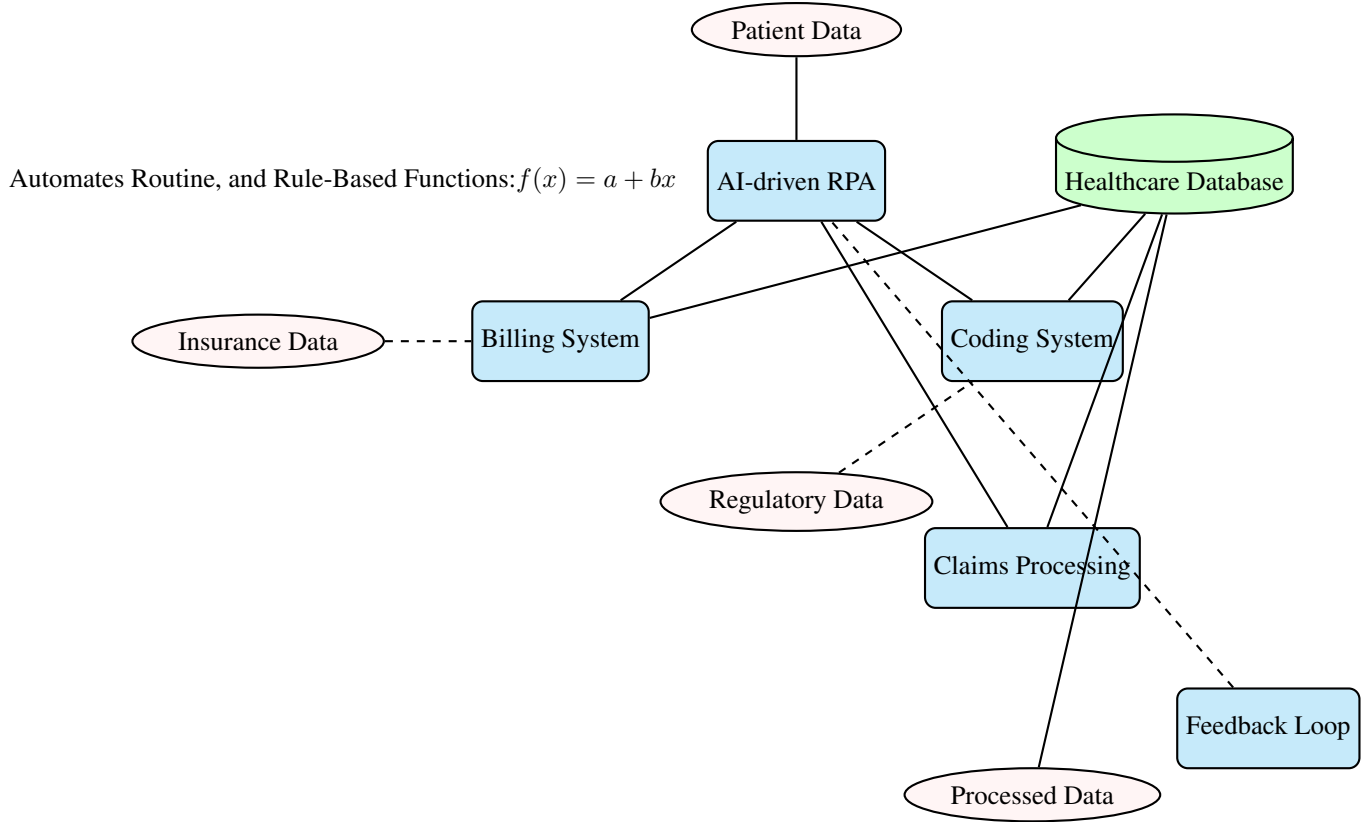 Patient Data
Automates Routine, and Rule-Based Functions:f(x) = a + bx
AI-driven RPA
Healthcare Database
Insurance Data
Billing System
Coding System
Regulatory Data
Claims Processing
Feedback Loop
Processed Data